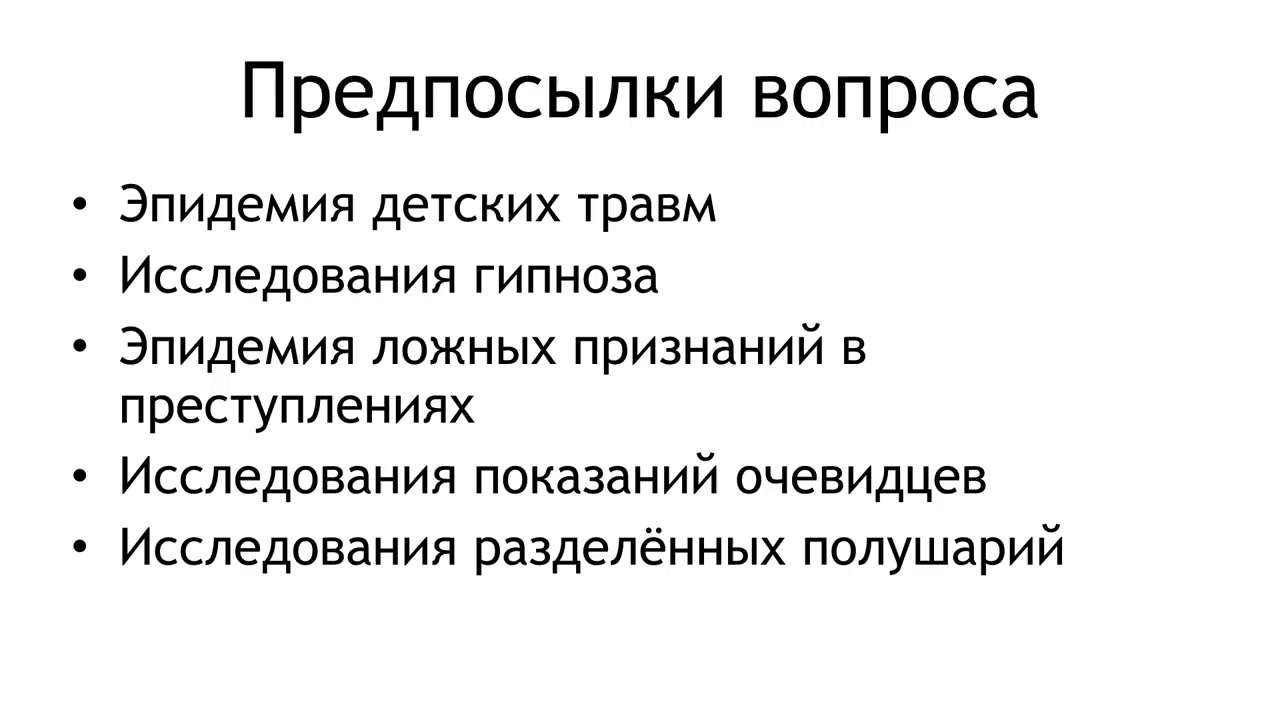 Предпосылки вопроса
• Эпидемия детских травм
• Исследования гипноза
• Эпидемия ложных признаний в
преступлениях
• Исследования показаний очевидцев
• Исследования разделённых полушарий